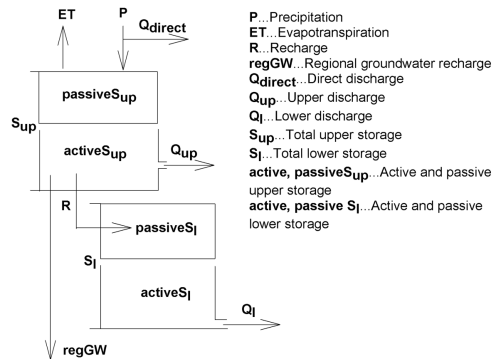 ET
P
Qdirect
passiveSup
Sup
activeSup
Qup
R
passiveSl
Sl
activeSl
Ql
regGW
P...Precipitation
ET...Evapotranspiration
R...Recharge
regGW...Regional groundwater recharge
Qdirect...Direct discharge
Qup...Upper discharge
Ql...Lower discharge
Sup...Total upper storage
Sl...Total lower storage
active, passiveSup...Active and passive
upper storage
active, passive Sl...Active and passive
lower storage